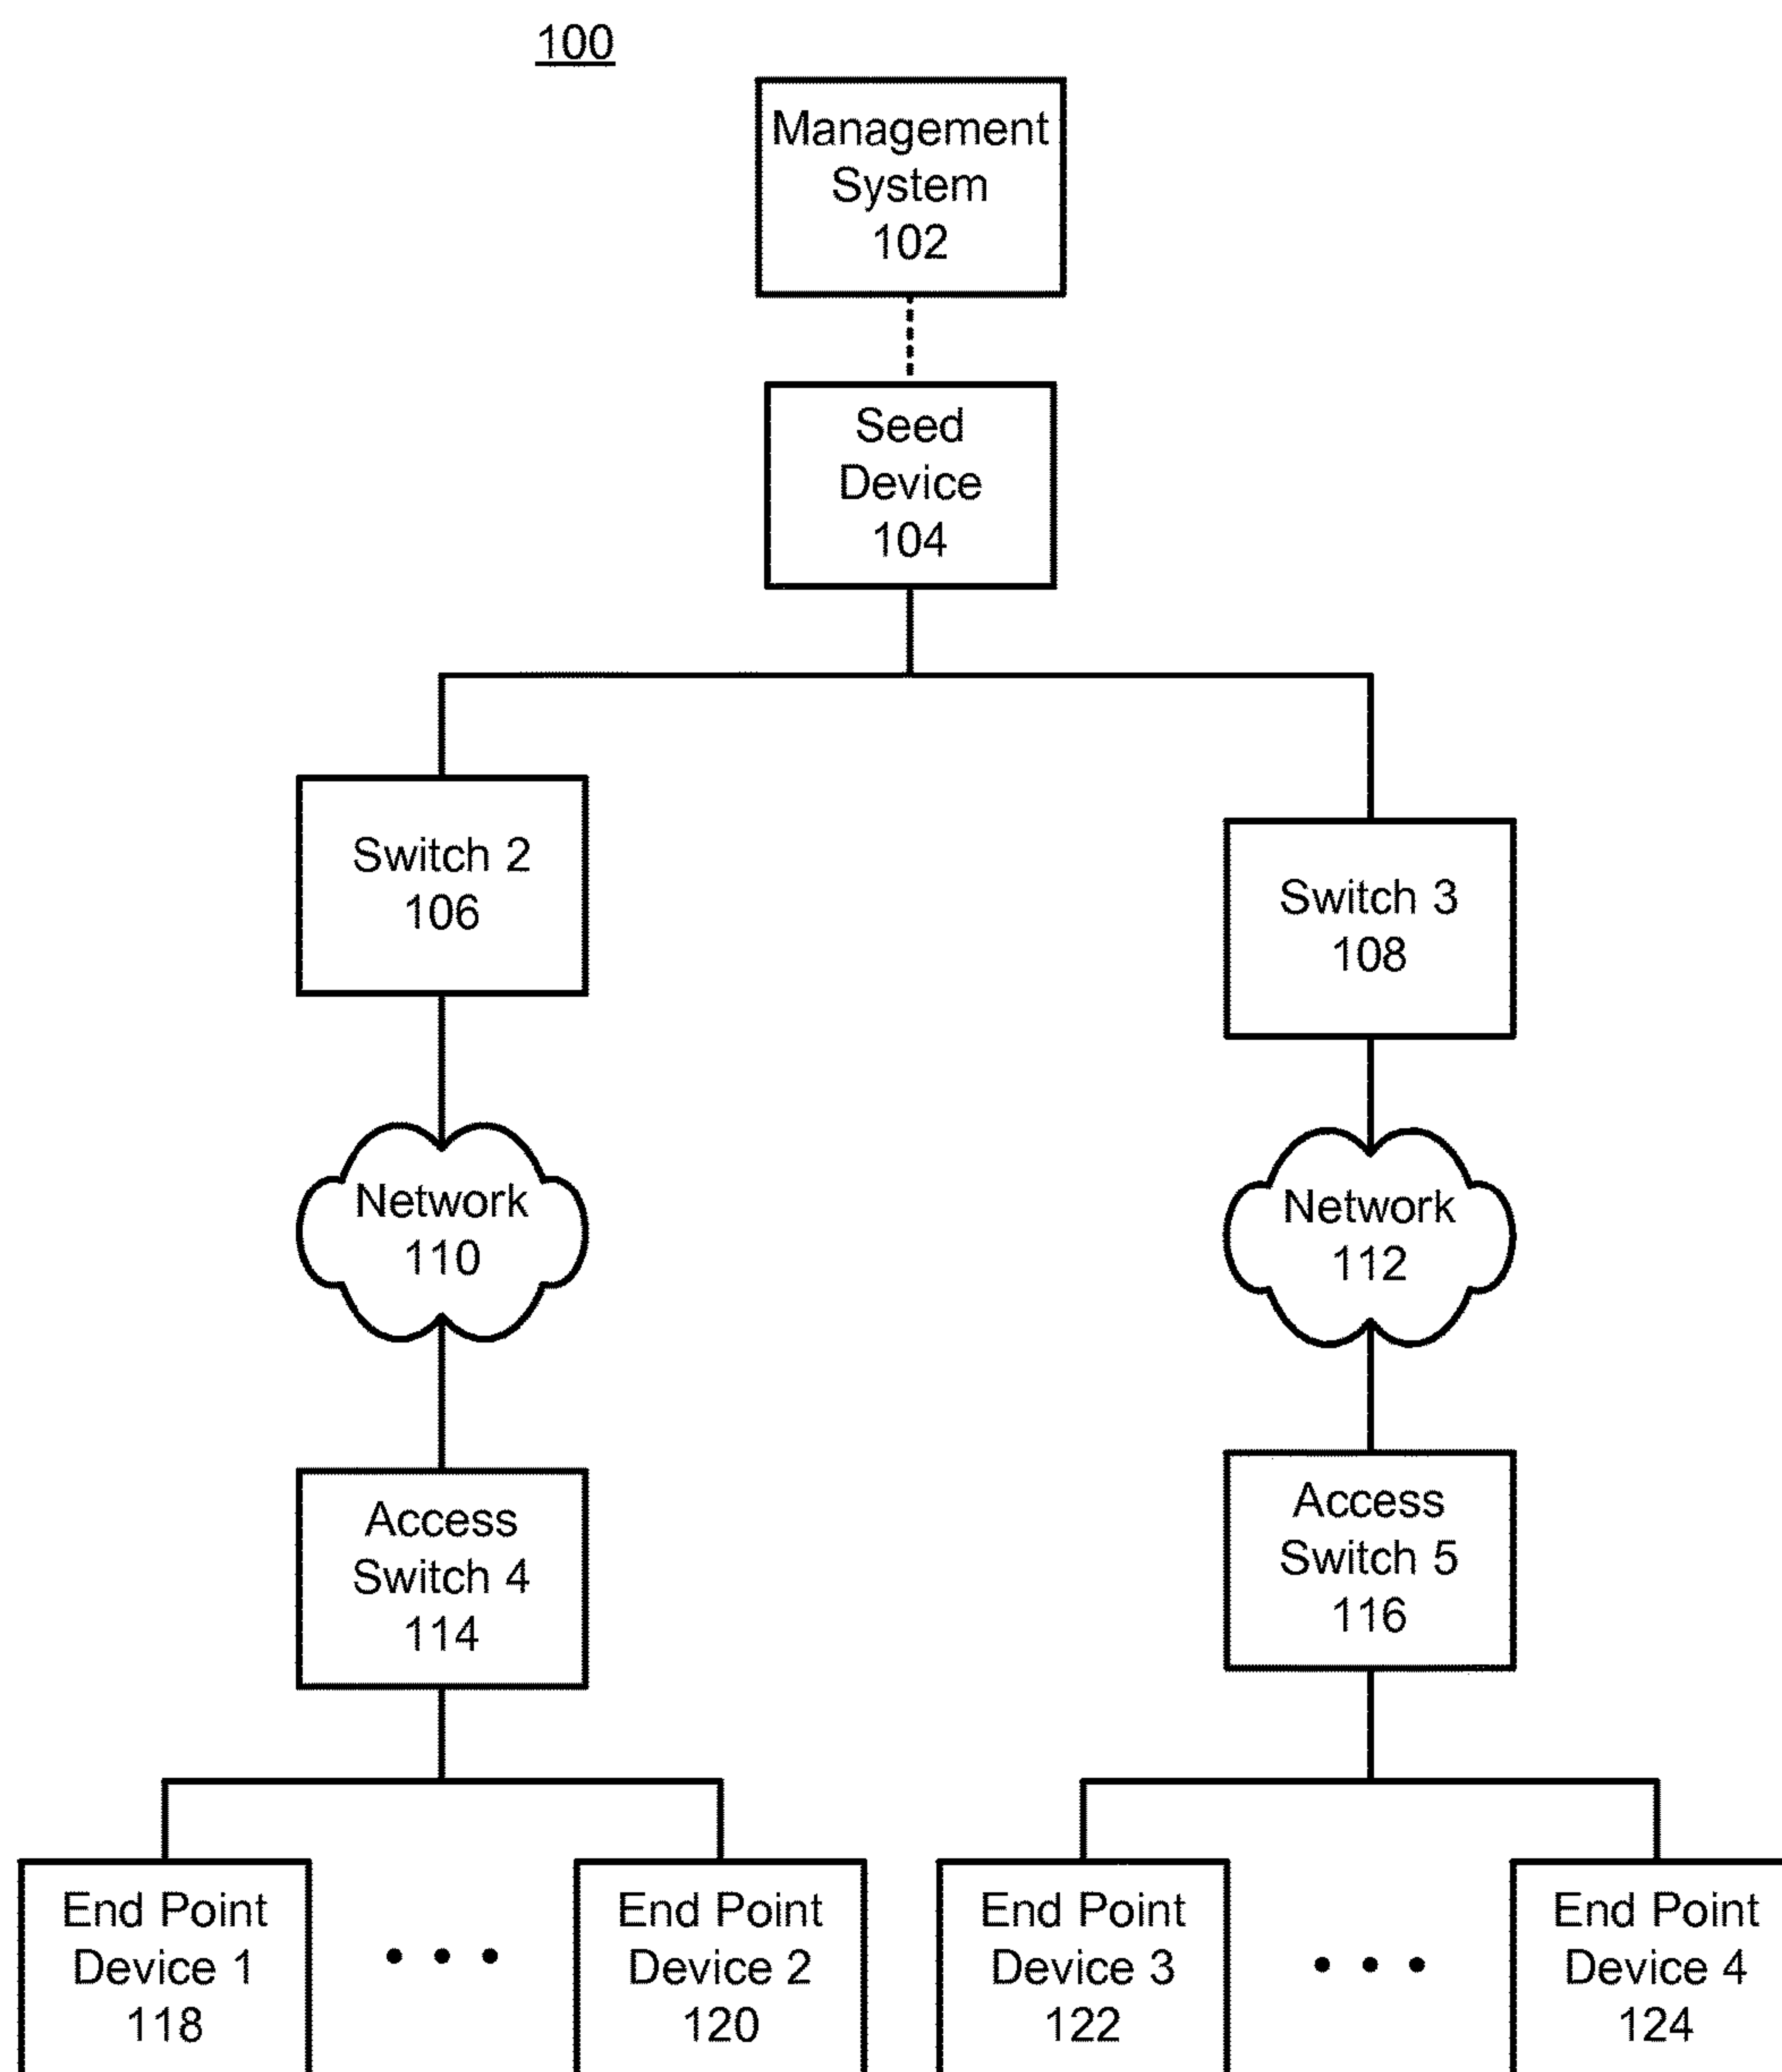 100
Management
System
102
Seed
Device
104
Switch 2
106
Switch 3
108
Network
110
Network
112
Access
Switch 4
114
Access
Switch 5
116
End Point
Device 1
118
End Point
Device 2
120
End Point
Device 3
122
End Point
Device 4
124